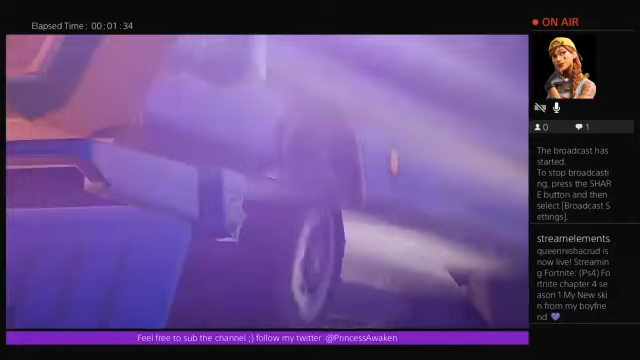 Elapsed Time: 00:01:34
ON AIR
0
1
The broadcast has
started.
To stop broadcasti
ng, press the SHAR
E button and then
select [Broadcast S
ettings].
streamelements
queennishacrud is
now live! Streamin
g Fortnite: (Ps4) Fo
rtnite chapter 4 se
ason 1 My New ski
n from my boyfrie
nd 💜
Feel free to sub the channel ;) follow my twitter @PrincessAwaken